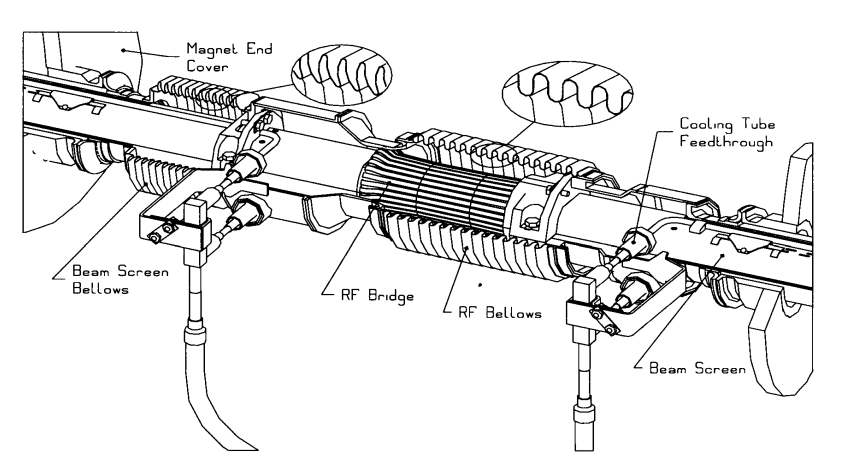 Magnet End
Cover
Cooling Tube
Feedthrough
Beam Screen
Bellows
RF Bridge
RF Bellows
Beam Screen